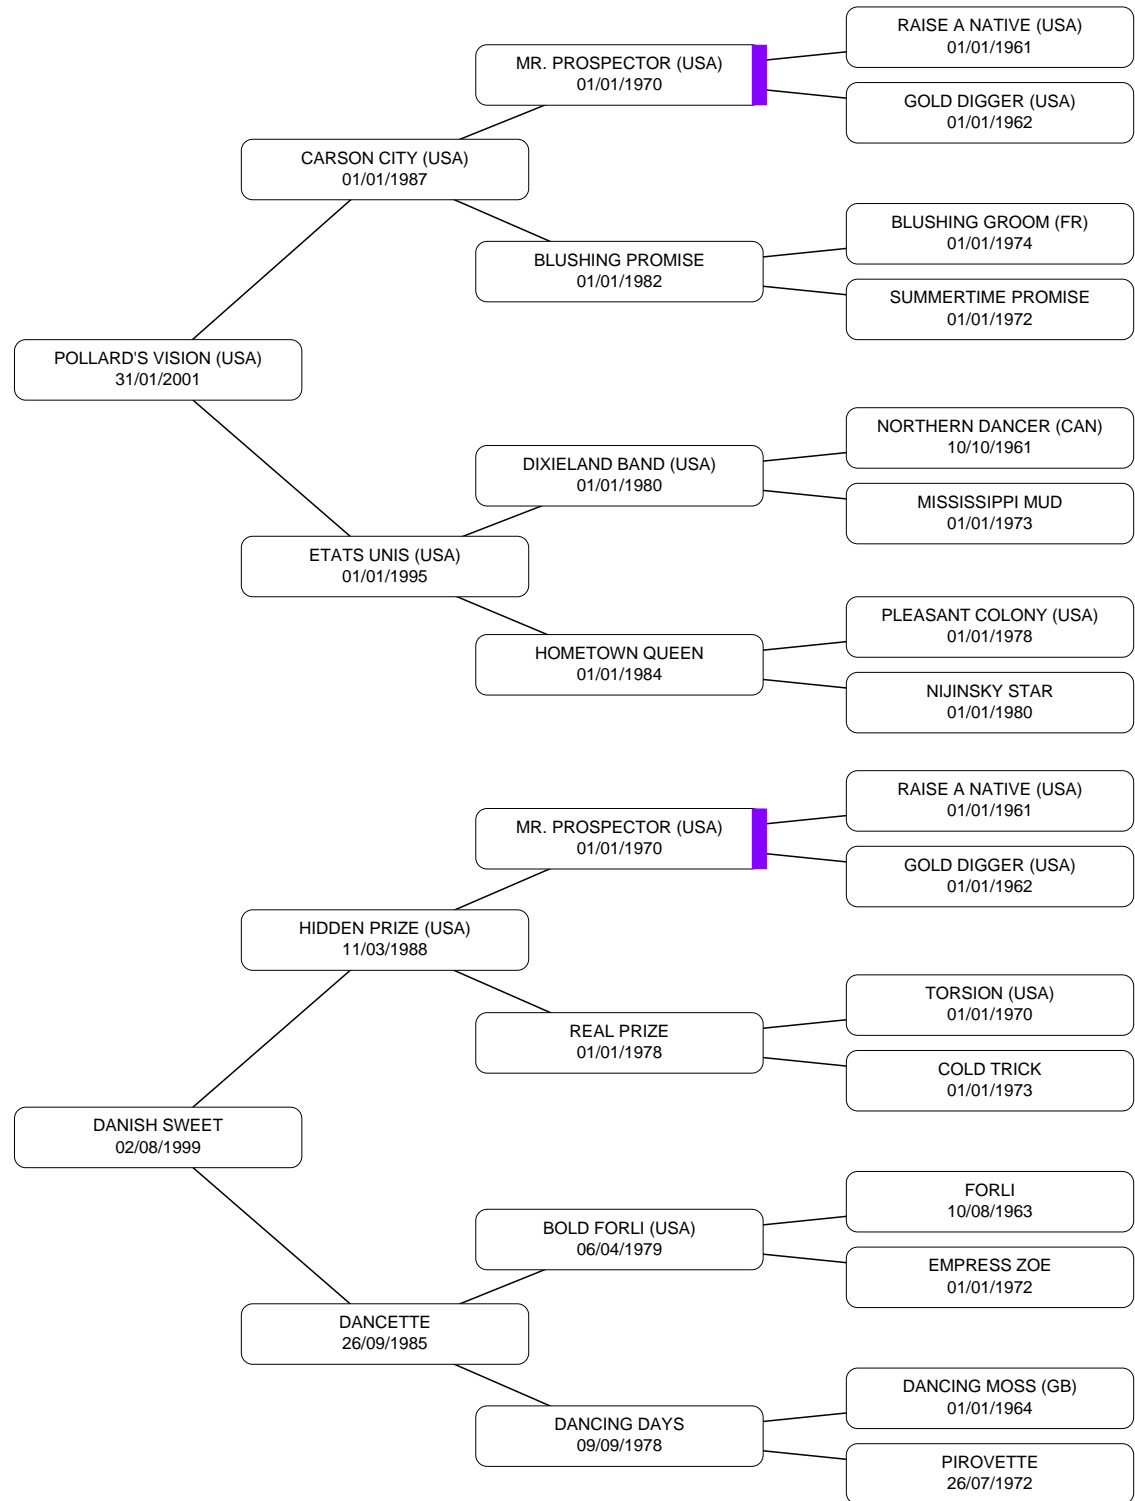 RAISE A NATIVE (USA)
01/01/1961
MR. PROSPECTOR (USA)
01/01/1970
GOLD DIGGER (USA)
01/01/1962
CARSON CITY (USA)
01/01/1987
BLUSHING GROOM (FR)
01/01/1974
BLUSHING PROMISE
01/01/1982
SUMMERTIME PROMISE
01/01/1972
POLLARD'S VISION (USA)
31/01/2001
NORTHERN DANCER (CAN)
10/10/1961
DIXIELAND BAND (USA)
01/01/1980
MISSISSIPPI MUD
01/01/1973
ETATS UNIS (USA)
01/01/1995
PLEASANT COLONY (USA)
01/01/1978
HOMETOWN QUEEN
01/01/1984
NIJINSKY STAR
01/01/1980
RAISE A NATIVE (USA)
01/01/1961
MR. PROSPECTOR (USA)
01/01/1970
GOLD DIGGER (USA)
01/01/1962
HIDDEN PRIZE (USA)
11/03/1988
TORSION (USA)
01/01/1970
REAL PRIZE
01/01/1978
COLD TRICK
01/01/1973
DANISH SWEET
02/08/1999
FORLI
10/08/1963
BOLD FORLI (USA)
06/04/1979
EMPRESS ZOE
01/01/1972
DANCETTE
26/09/1985
DANCING MOSS (GB)
01/01/1964
DANCING DAYS
09/09/1978
PIROVETTE
26/07/1972